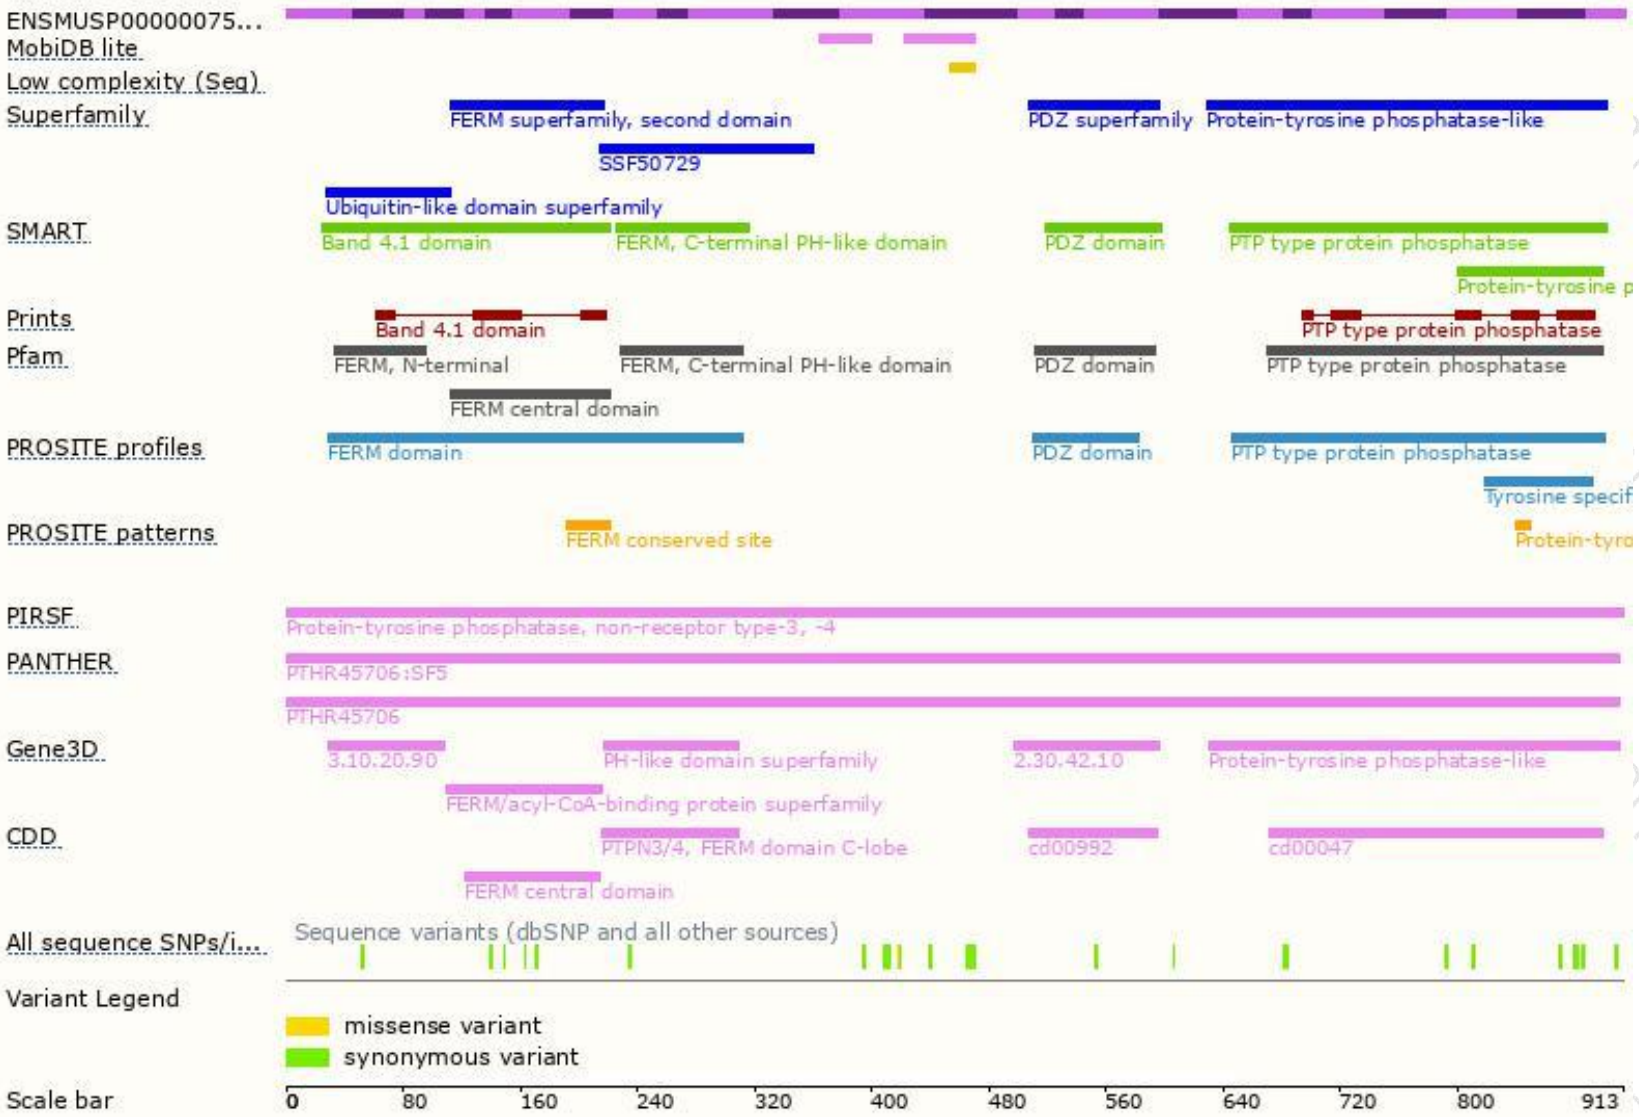 ENSMUSP00000075...
MobiDB lite
Low complexity (Seg)
Superfamily
FERM superfamily, second domain
PDZ superfamily
Protein-tyrosine phosphatase-like
SSF50729
Ubiquitin-like domain superfamily
SMART
Band 4.1 domain
FERM, C-terminal PH-like domain
PDZ domain
PTP type protein phosphatase
Protein-tyrosine p
Prints
Band 4.1 domain
PTP type protein phosphatase
Pfam
FERM, N-terminal
FERM, C-terminal PH-like domain
PDZ domain
PTP type protein phosphatase
FERM central domain
PROSITE profiles
FERM domain
PDZ domain
PTP type protein phosphatase
Tyrosine specif
PROSITE patterns
FERM conserved site
Protein-tyro
PIRSF
Protein-tyrosine phosphatase, non-receptor type-3, -4
PANTHER
PTHR45706:SF5
PTHR45706
Gene3D
3.10.20.90
PH-like domain superfamily
2.30.42.10
Protein-tyrosine phosphatase-like
FERM/acyl-CoA-binding protein superfamily
CDD
PTPN3/4, FERM domain C-lobe
cd00992
cd00047
FERM central domain
All sequence SNPs/i...
Sequence variants (dbSNP and all other sources)
Variant Legend
missense variant
synonymous variant
Scale bar
0 80 160 240 320 400 480 560 640 720 800 913